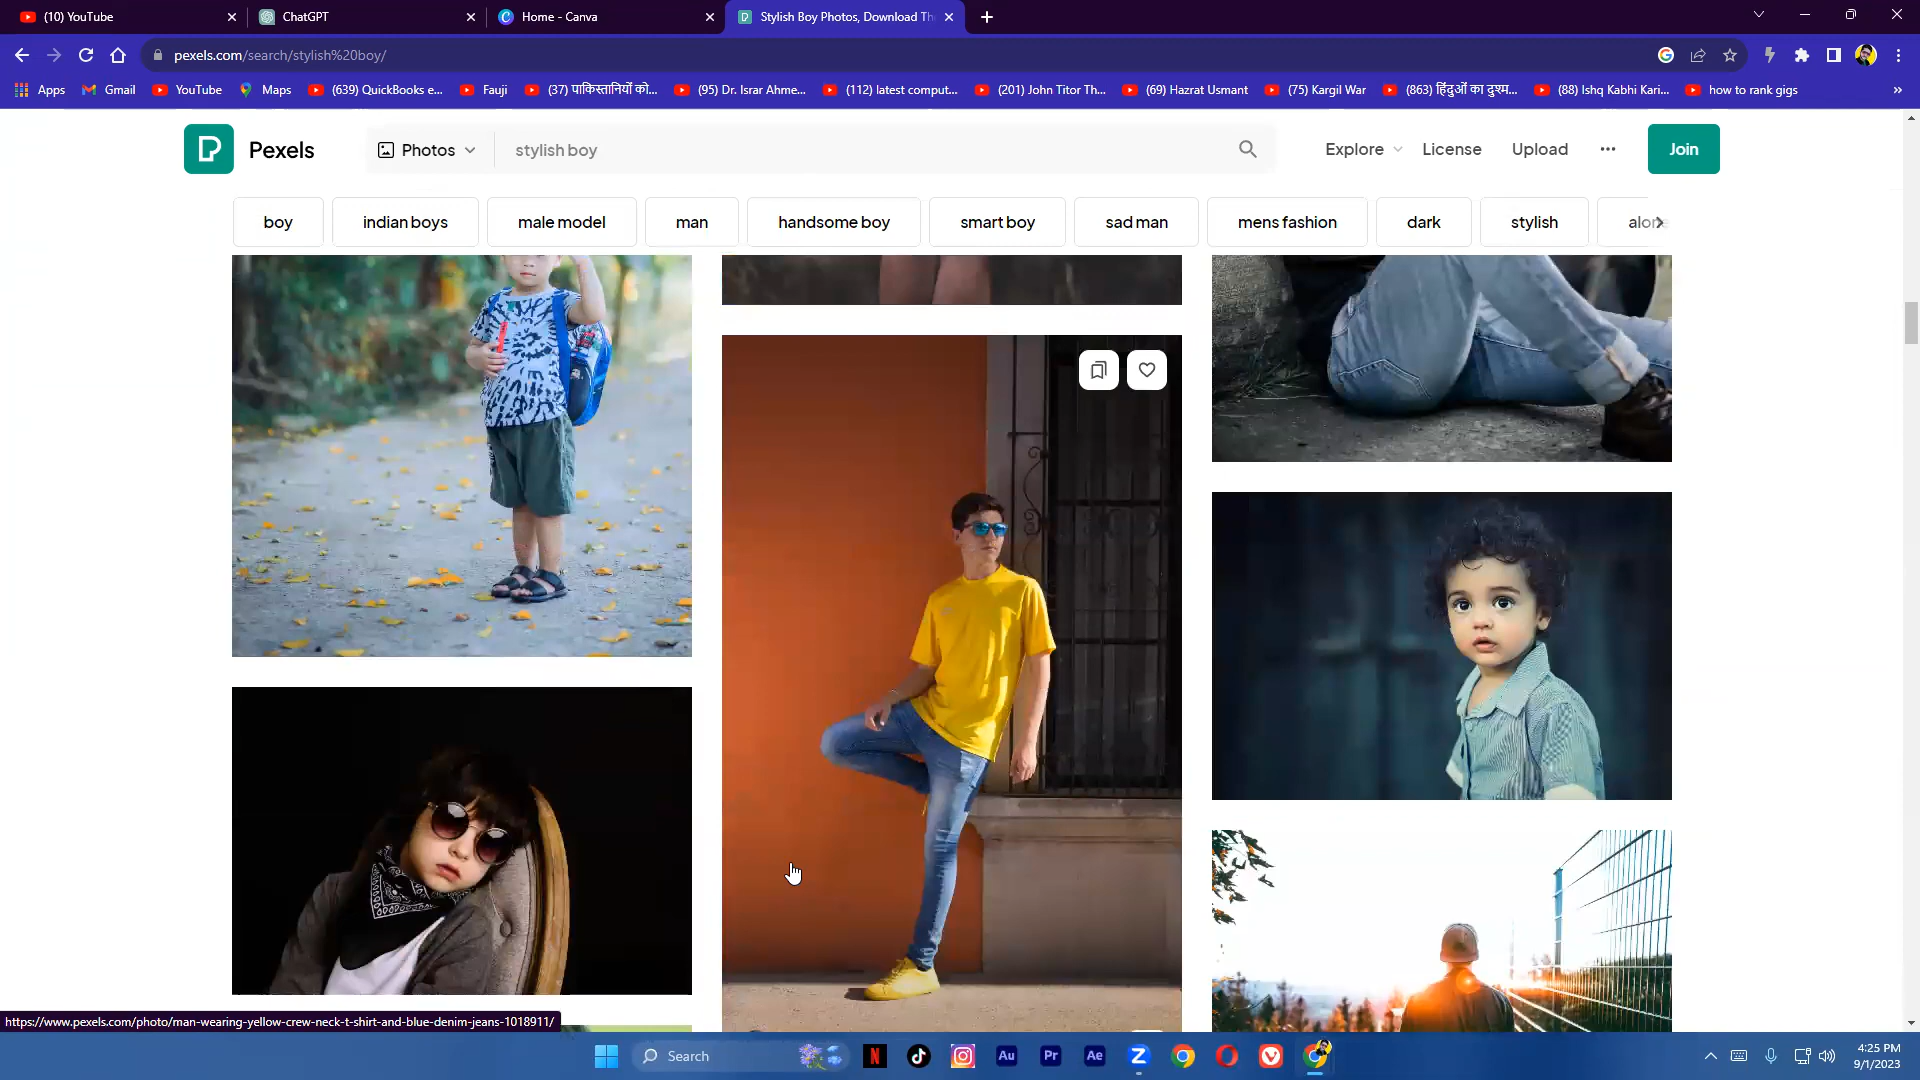 (10) YouTube
ChatGPT
Home - Canva
Stylish Boy Photos, Download Th
pexels.com/search/stylish%20boy/
Apps
Gmail
YouTube
Maps
(639) QuickBooks e...
Fauji
(37) पाकिस्तानियों को...
(95) Dr. Israr Ahme...
(112) latest comput...
(201) John Titor Th...
(69) Hazrat Usmant
(75) Kargil War
(863) हिंदुओं का दुश्म...
(88) Ishq Kabhi Kari...
how to rank gigs
Pexels
Photos
stylish boy
Explore
License
Upload
Join
boy
indian boys
male model
man
handsome boy
smart boy
sad man
mens fashion
dark
stylish
https://www.pexels.com/photo/man-wearing-yellow-crew-neck-t-shirt-and-blue-denim-jeans-1018911/
Search
Au
Pr
Ae
4:25 PM
9/1/2023